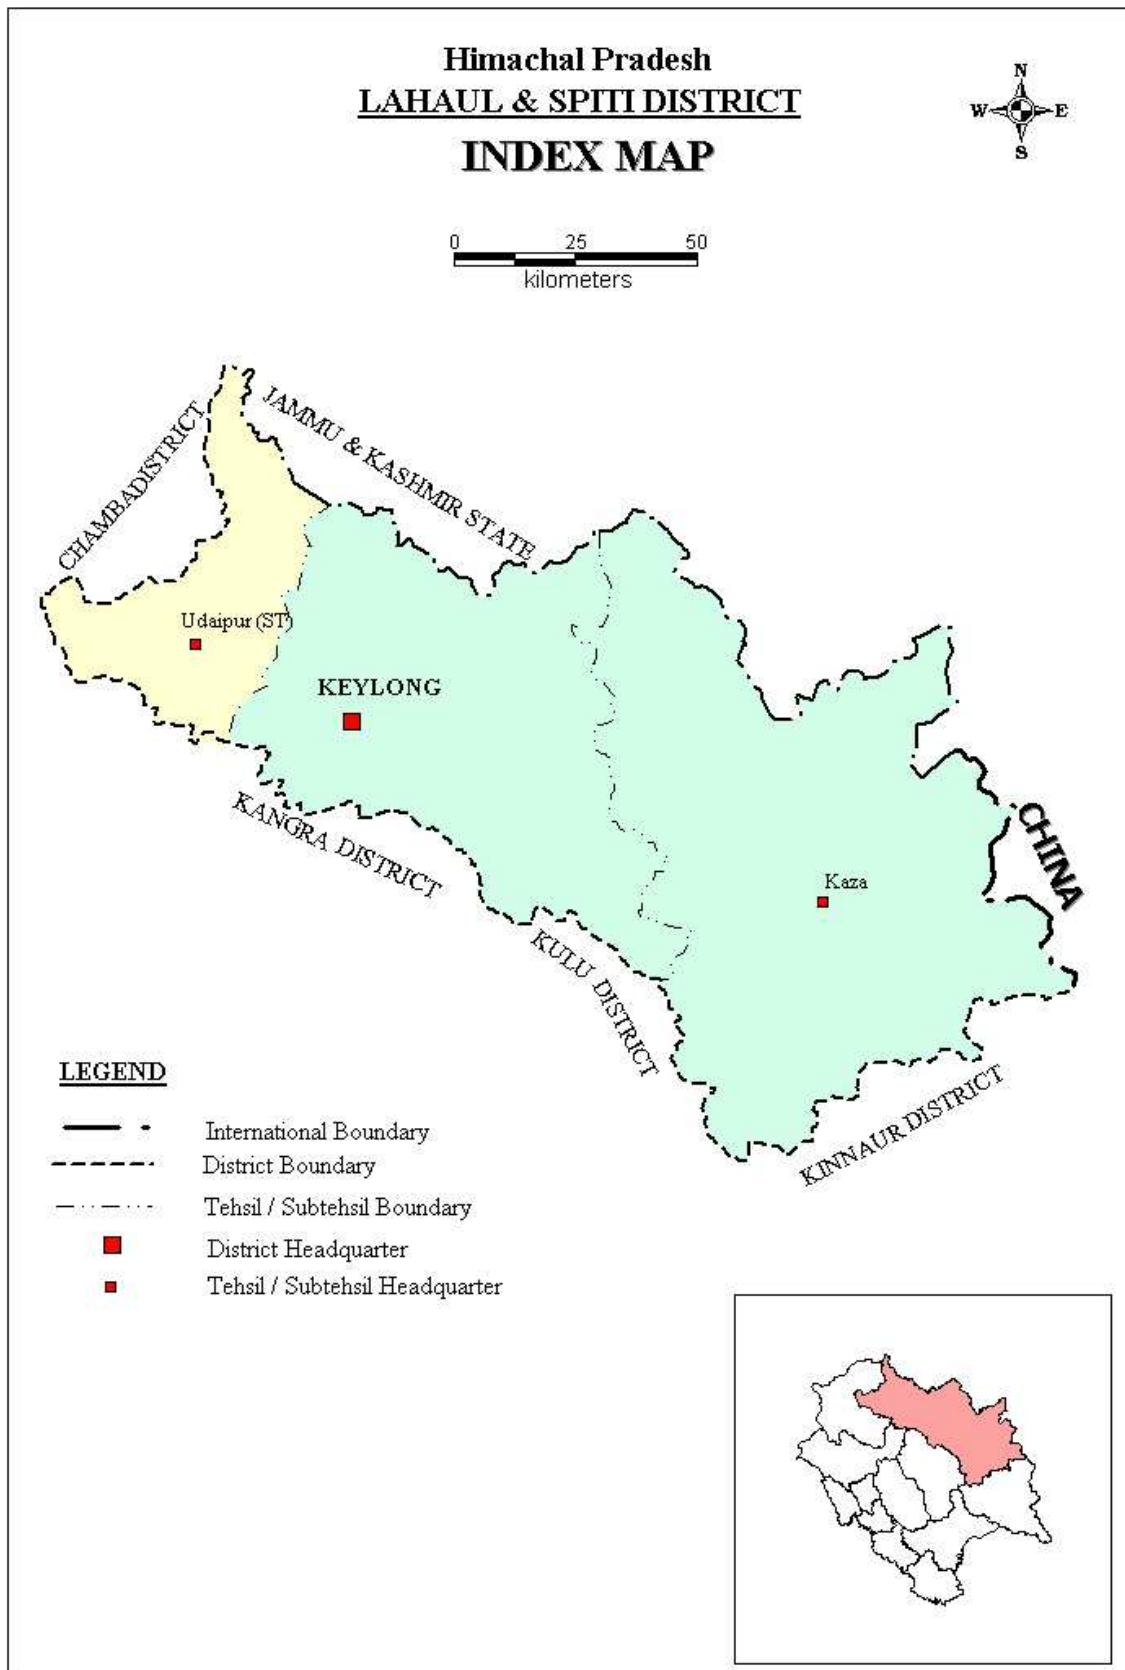 Himachal Pradesh
LAHAUL & SPITI DISTRICT
INDEX MAP
N
W E
S
0 25 50
kilometers
CHAMBADISTRICT
JAMMU & KASHMIR STATE
Udaipur (ST)
KEYLONG
KANGRA DISTRICT
CHINA
Kaza
KULU DISTRICT
KINNAUR DISTRICT
LEGEND
International Boundary
District Boundary
Tehsil / Subtehsil Boundary
District Headquarter
Tehsil / Subtehsil Headquarter